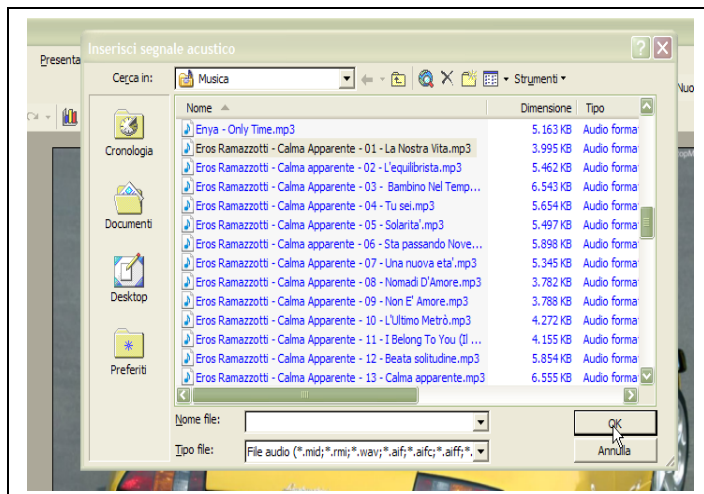 Inserisci segnale acustico
Presenta
Cerca in:
Musica
Strumenti
Nuo
Nome
Dimensione
Tipo
Enya - Only Time.mp3 5.163 KB Audio forma
Eros Ramazzotti - Calma Apparente - 01 - La Nostra Vita.mp3 3.995 KB Audio forma
Eros Ramazzotti - Calma apparente - 02 - L'equilibrista.mp3 5.462 KB Audio forma
Eros Ramazzotti - Calma Apparente - 03 - Bambino Nel Temp... 6.543 KB Audio forma
Eros Ramazzotti - Calma apparente - 04 - Tu sei.mp3 5.654 KB Audio forma
Eros Ramazzotti - Calma Apparente - 05 - Solarita'.mp3 5.497 KB Audio forma
Eros Ramazzotti - Calma apparente - 06 - Sta passando Nove... 5.898 KB Audio forma
Eros Ramazzotti - Calma apparente - 07 - Una nuova eta'.mp3 5.345 KB Audio forma
Eros Ramazzotti - Calma Apparente - 08 - Nomadi D'Amore.mp3 3.782 KB Audio forma
Eros Ramazzotti - Calma Apparente - 09 - Non E' Amore.mp3 3.788 KB Audio forma
Eros Ramazzotti - Calma Apparente - 10 - L'Ultimo Metrò.mp3 4.272 KB Audio forma
Eros Ramazzotti - Calma Apparente - 11 - I Belong To You (Il ... 4.155 KB Audio forma
Eros Ramazzotti - Calma Apparente - 12 - Beata solitudine.mp3 5.854 KB Audio forma
Eros Ramazzotti - Calma Apparente - 13 - Calma apparente.mp3 6.555 KB Audio forma
Cronologia
Documenti
Desktop
Preferiti
Nome file:
OK
Tipo file:
File audio (*.mid;*.rmi;*.wav;*.aif;*.aifc;*.aiff;*.
Annulla